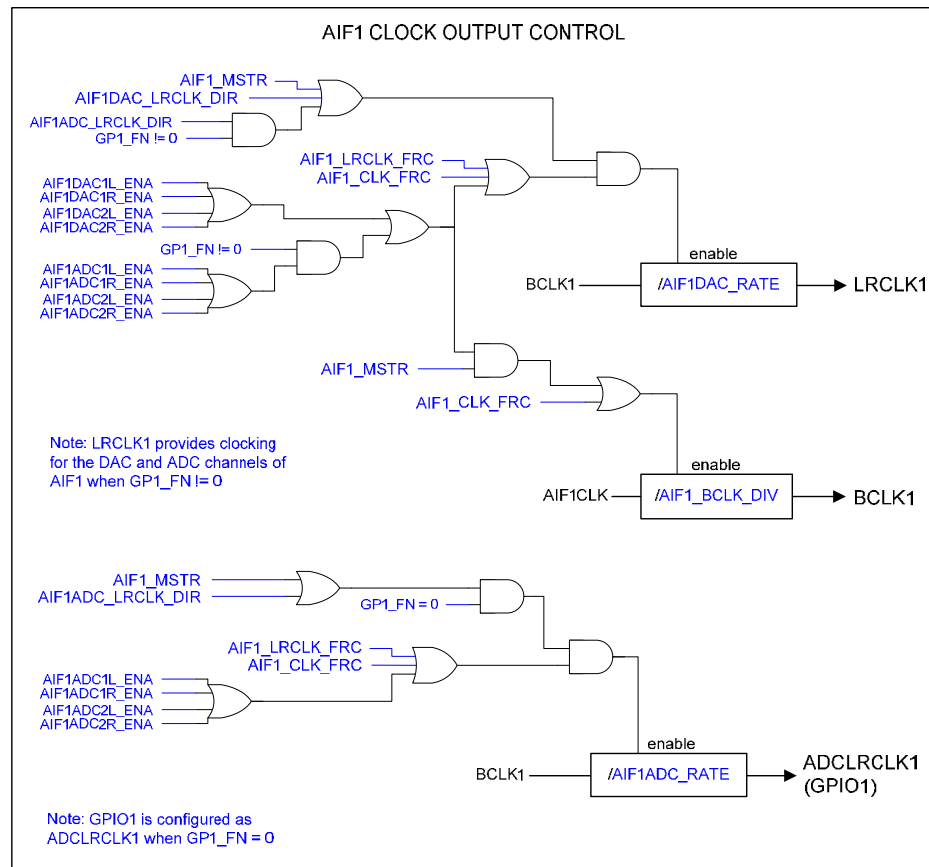 AIF1 CLOCK OUTPUT CONTROL
AIF1_MSTR
AIF1DAC_LRCLK_DIR
AIF1ADC_LRCLK_DIR
GP1_FN != 0
AIF1_LRCLK_FRC
AIF1_CLK_FRC
AIF1DAC1L_ENA
AIF1DAC1R_ENA
AIF1DAC2L_ENA
AIF1DAC2R_ENA
GP1_FN != 0
AIF1ADC1L_ENA
AIF1ADC1R_ENA
AIF1ADC2L_ENA
AIF1ADC2R_ENA
enable
BCLK1
/AIF1DAC_RATE
LRCLK1
AIF1_MSTR
AIF1_CLK_FRC
Note: LRCLK1 provides clocking
for the DAC and ADC channels of
AIF1 when GP1_FN != 0
enable
AIF1CLK
/AIF1_BCLK_DIV
BCLK1
AIF1_MSTR
AIF1ADC_LRCLK_DIR
GP1_FN = 0
AIF1_LRCLK_FRC
AIF1_CLK_FRC
AIF1ADC1L_ENA
AIF1ADC1R_ENA
AIF1ADC2L_ENA
AIF1ADC2R_ENA
enable
BCLK1
/AIF1ADC_RATE
ADCLRCLK1
(GPIO1)
Note: GPIO1 is configured as
ADCLRCLK1 when GP1_FN = 0